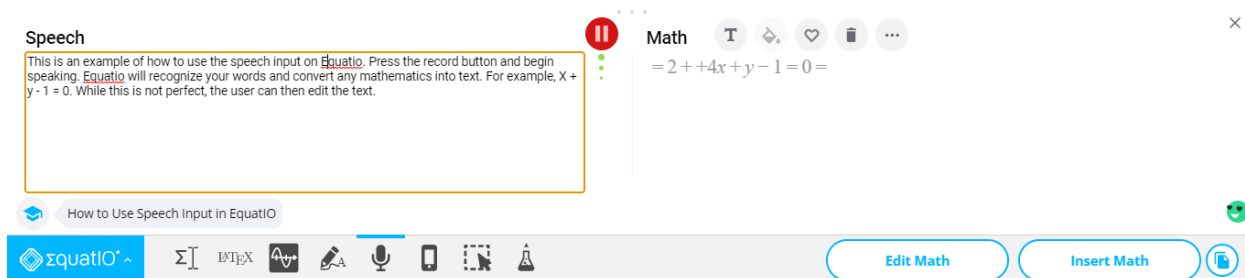 Speech
This is an example of how to use the speech input on Equatio. Press the record button and begin
speaking. Equatio will recognize your words and convert any mathematics into text. For example, X +
y - 1 = 0. While this is not perfect, the user can then edit the text.
Math
T
= 2 + +4x + y − 1 = 0 =
How to Use Speech Input in EquatIO
ΣquatIO
Σ
LATEX
A
Edit Math
Insert Math